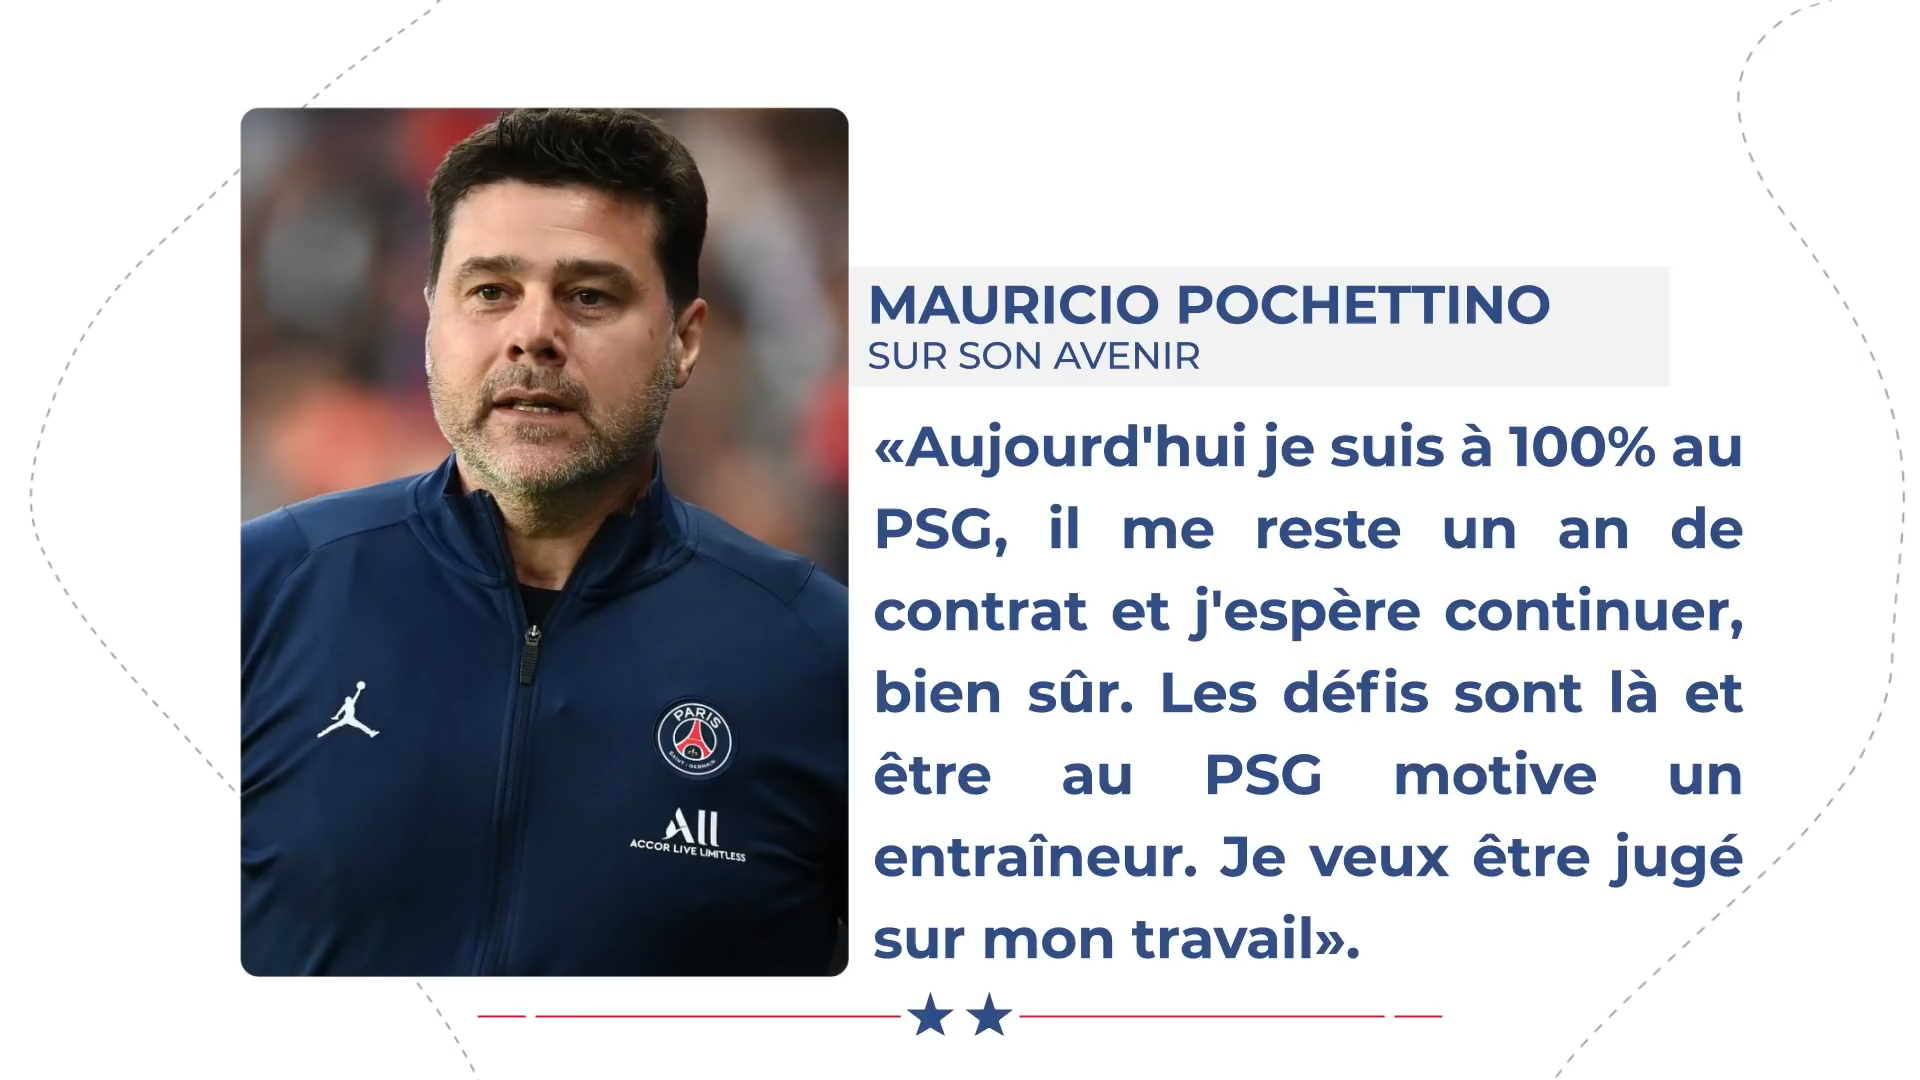 MAURICIO POCHETTINO
SUR SON AVENIR
«Aujourd'hui je suis à 100% au
PSG, il me reste un an de
contrat et j'espère continuer,
bien sûr. Les défis sont là et
être au PSG motive un
entraîneur. Je veux être jugé
sur mon travail».
PARIS
SAINT-GERMAIN
All
ACCOR LIVE LIMITLESS